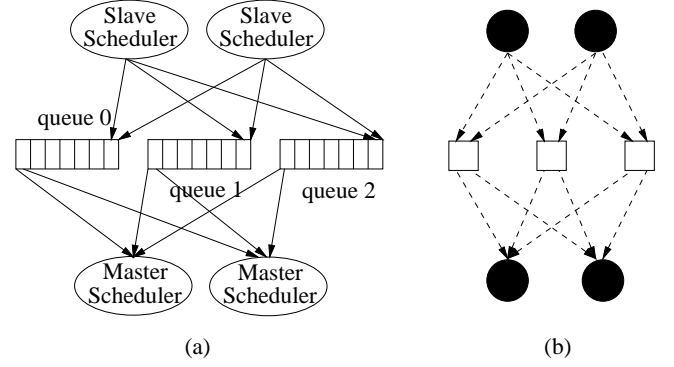 Slave
Scheduler
Slave
Scheduler
queue 0
queue 1
queue 2
Master
Scheduler
Master
Scheduler
(a)
(b)